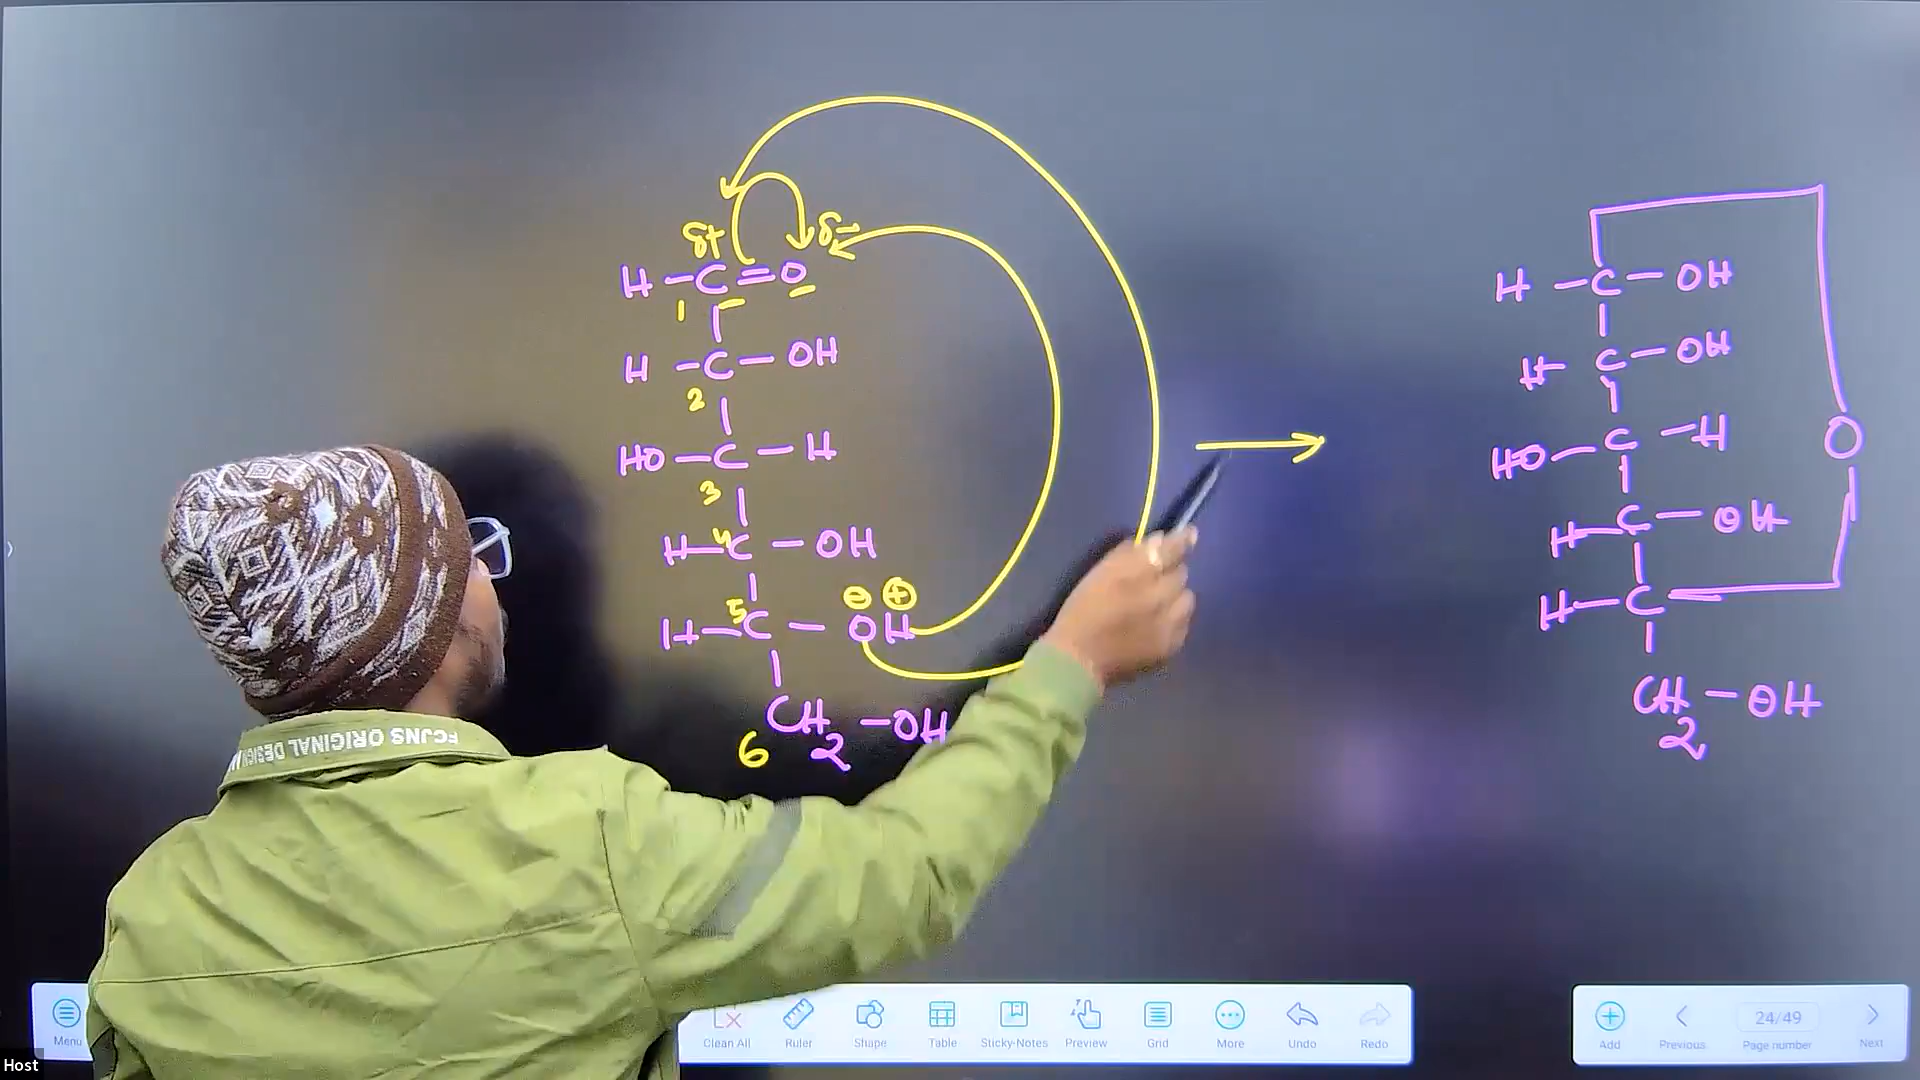 δ+ δ-
H-C=O
1
H-C-OH
2
HO-C-H
3
H-C-OH
4
⊖ ⊕
H-C-OH
5
CH2-OH
6
H-C-OH
H-C-OH
HO-C-H
O
H-C-OH
H-C
CH2-OH
FCJNS ORIGINAL DESIGN
Menu
Clean All
Ruler
Shape
Table
Sticky-Notes
Preview
Grid
More
Undo
Redo
Add
Previous
24/49
Page number
Next
Host